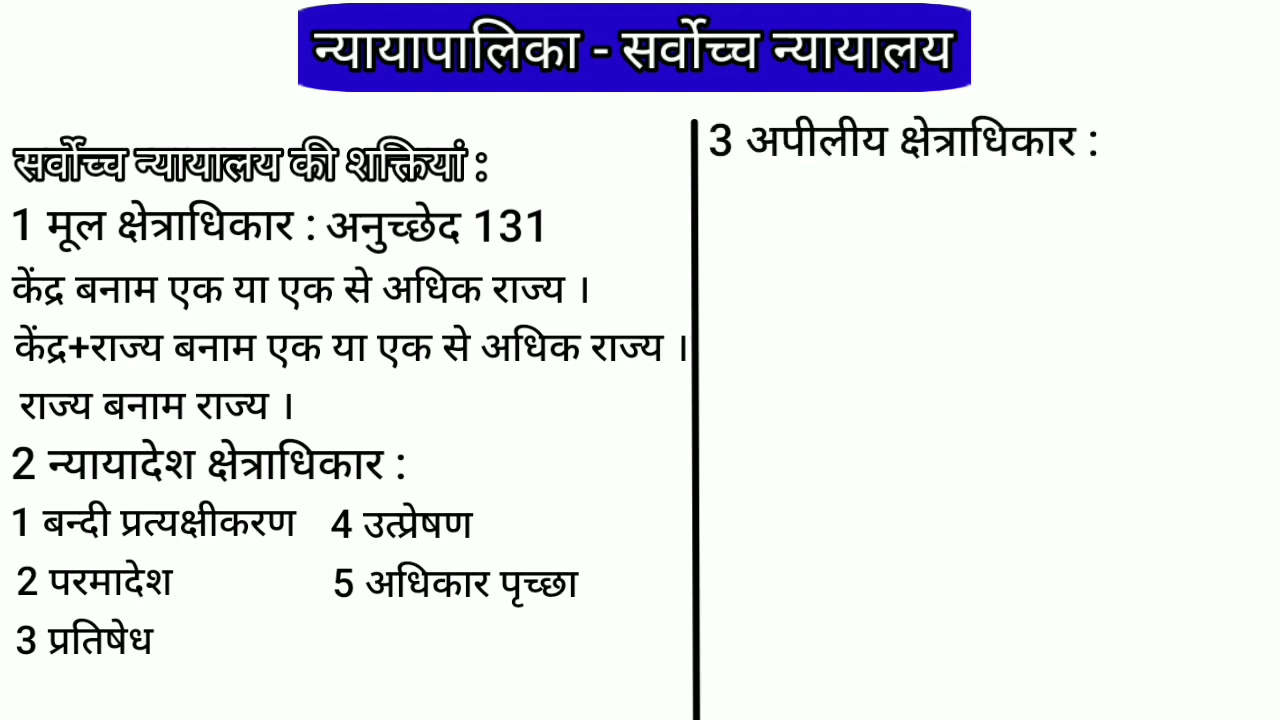 न्यायापालिका - सर्वोच्च न्यायालय
सर्वोच्च न्यायालय की शक्तियां :
1 मूल क्षेत्राधिकार : अनुच्छेद 131
केंद्र बनाम एक या एक से अधिक राज्य ।
केंद्र+राज्य बनाम एक या एक से अधिक राज्य ।
राज्य बनाम राज्य ।
2 न्यायादेश क्षेत्राधिकार :
1 बन्दी प्रत्यक्षीकरण
2 परमादेश
3 प्रतिषेध
4 उत्प्रेषण
5 अधिकार पृच्छा
3 अपीलीय क्षेत्राधिकार :